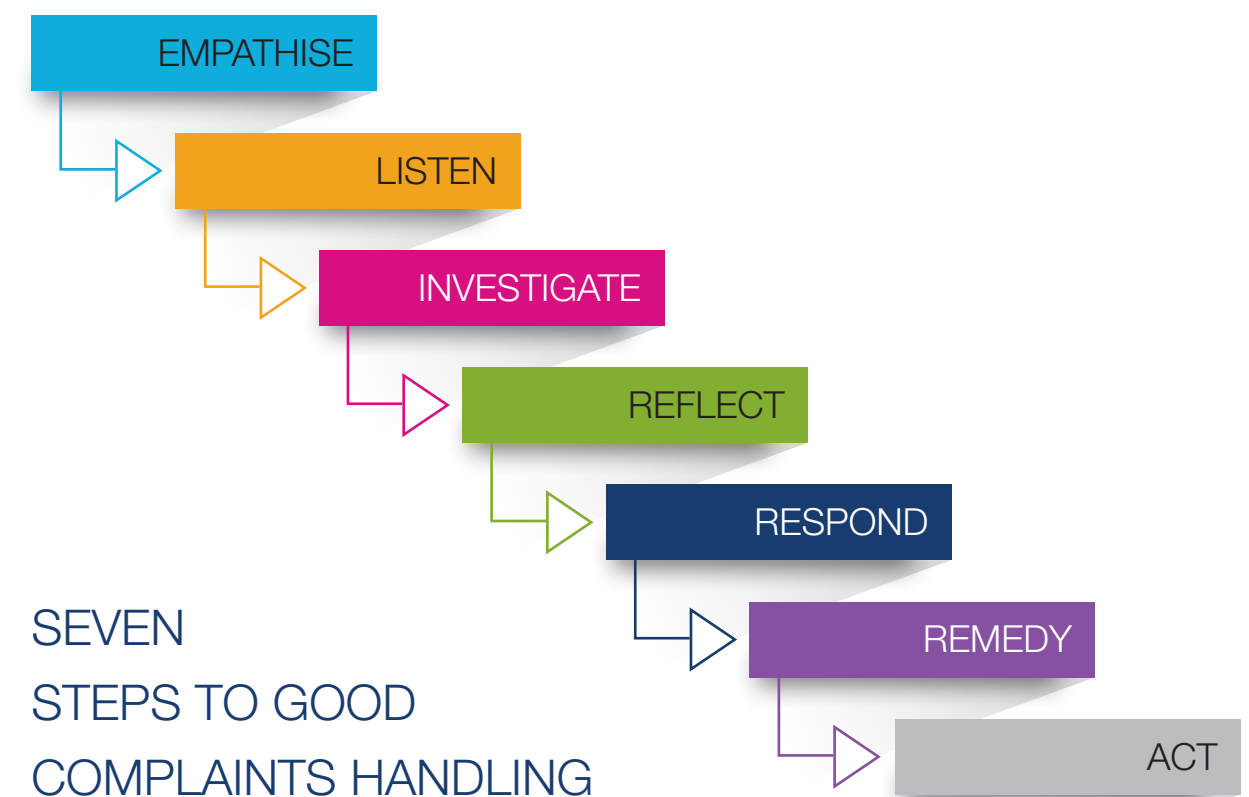 EMPATHISE
LISTEN
INVESTIGATE
REFLECT
RESPOND
REMEDY
ACT
SEVEN
STEPS TO GOOD
COMPLAINTS HANDLING